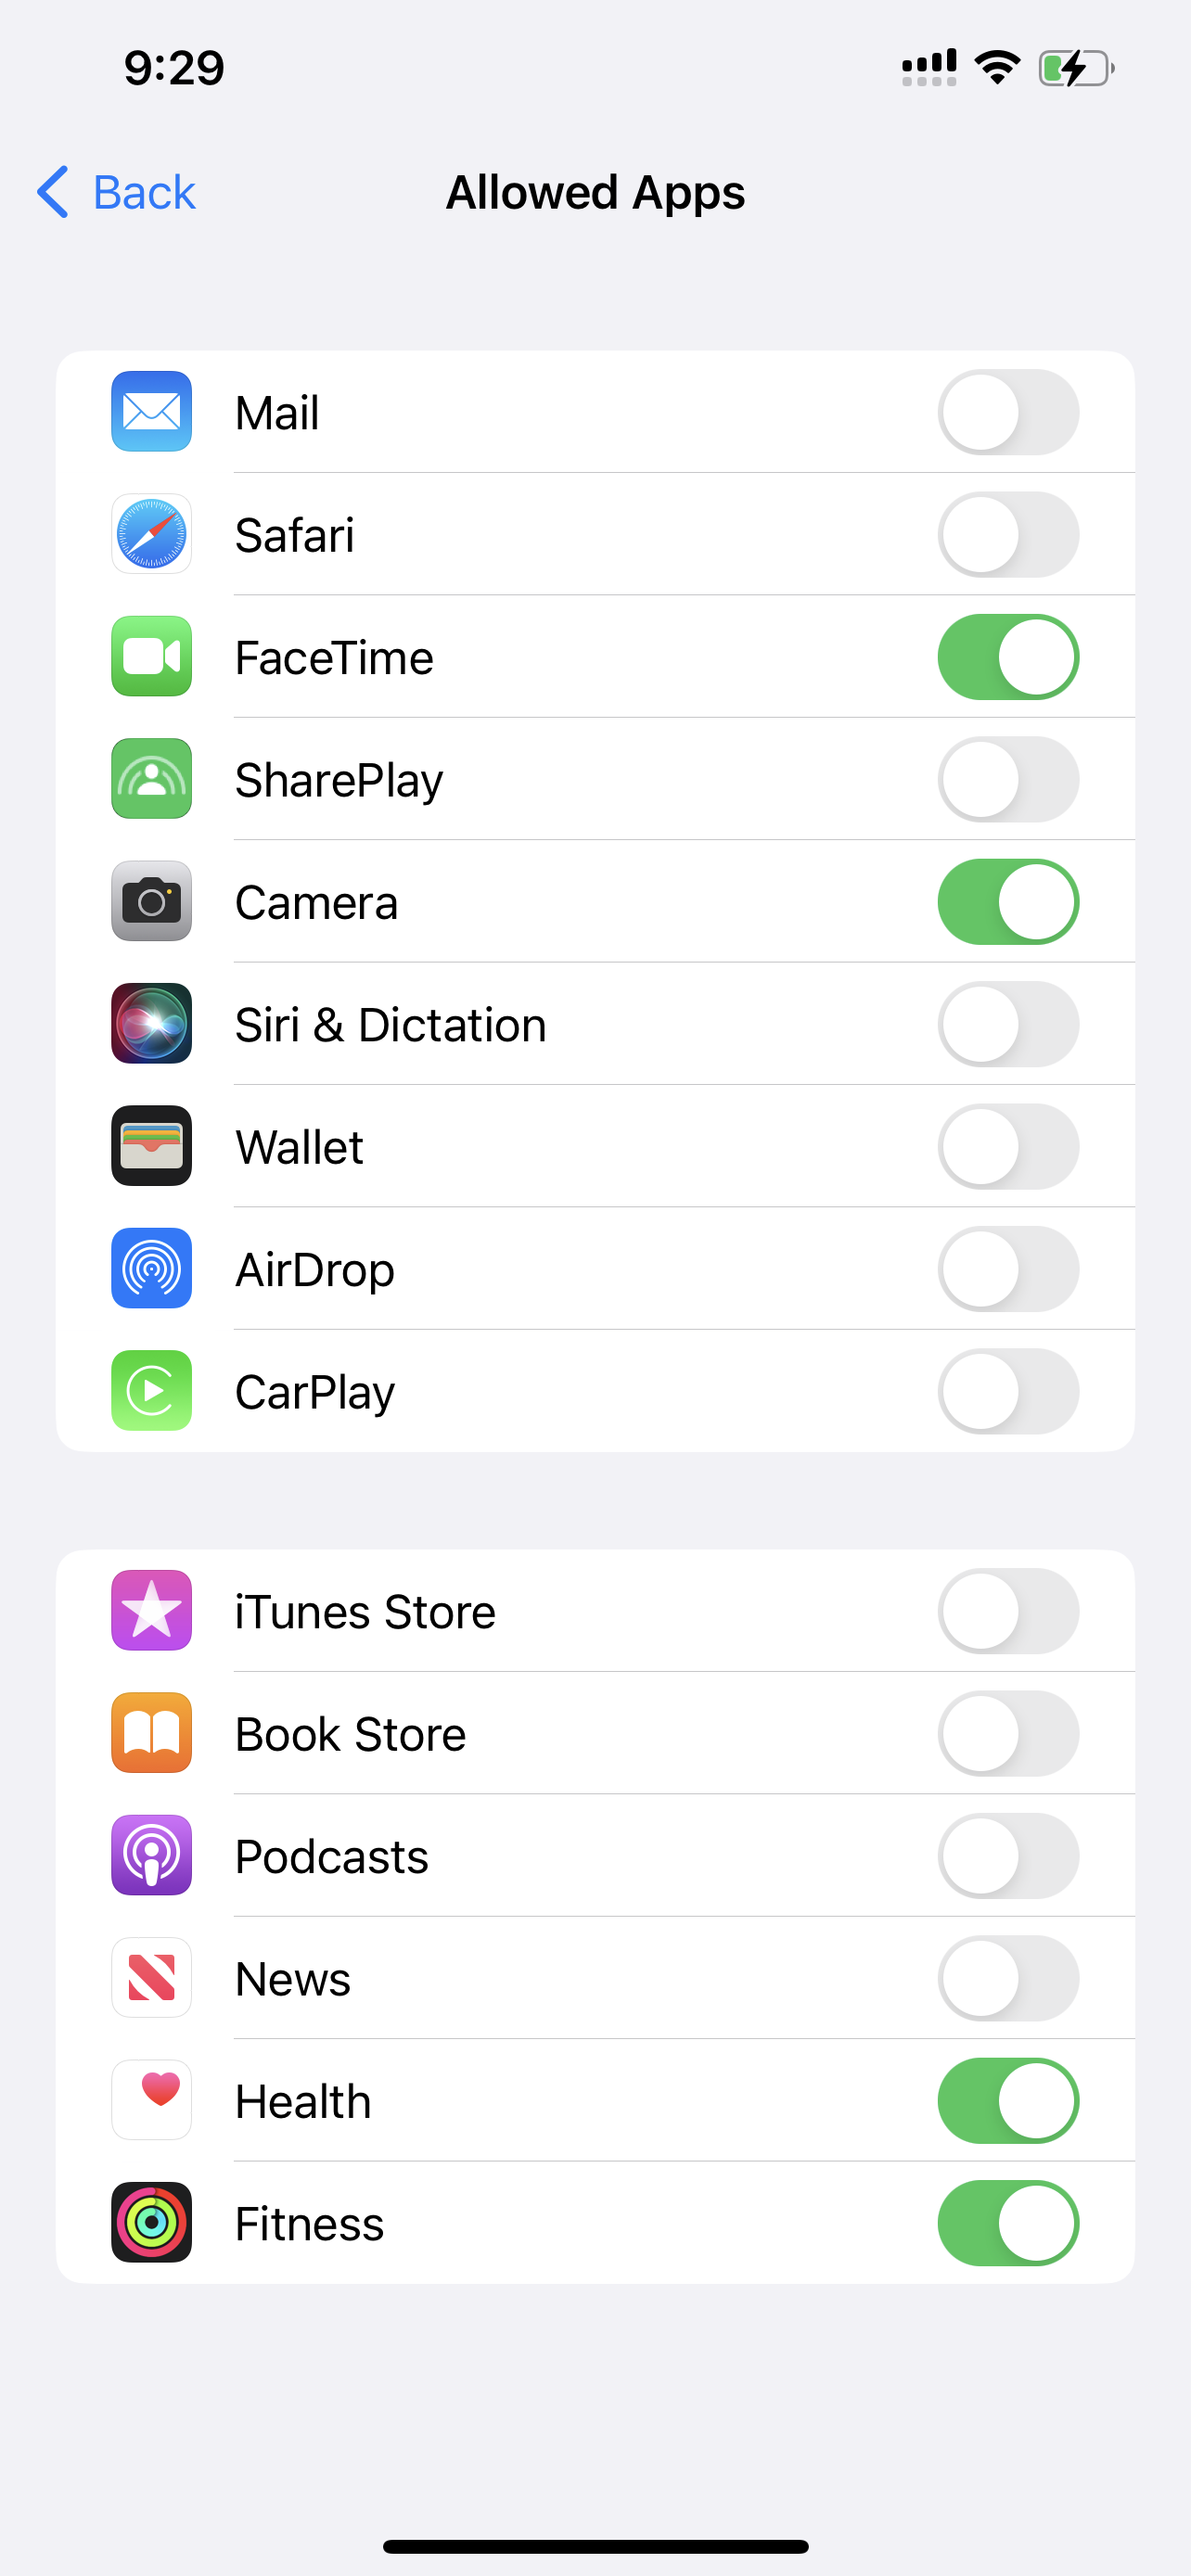 9:29
Back
Allowed Apps
Mail
Safari
FaceTime
SharePlay
Camera
Siri & Dictation
Wallet
AirDrop
CarPlay
iTunes Store
Book Store
Podcasts
News
Health
Fitness